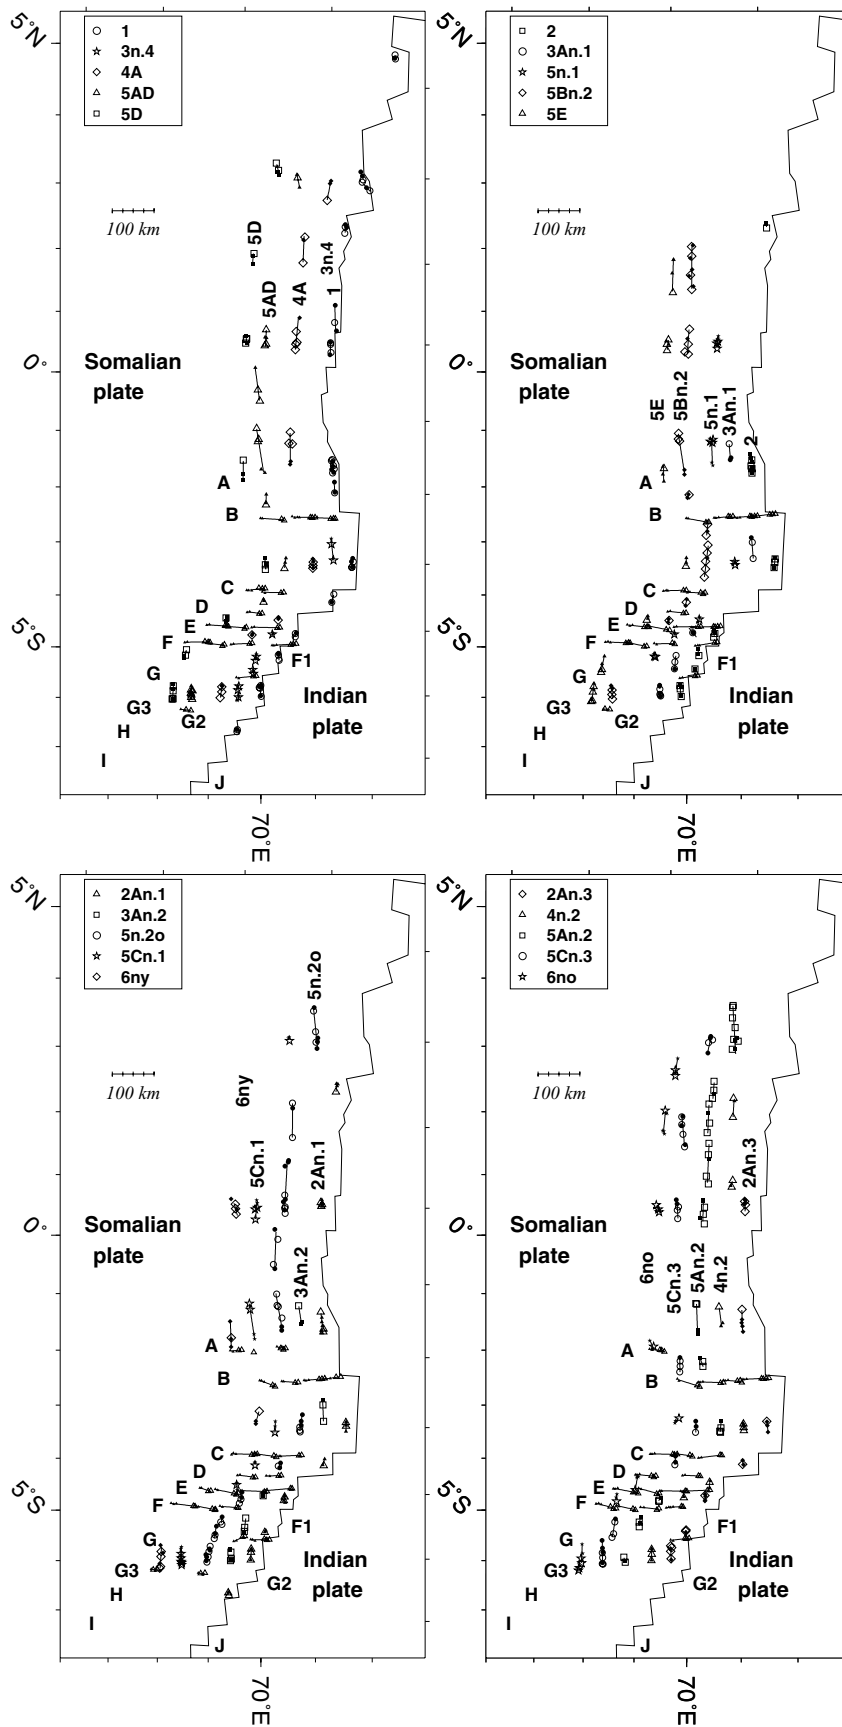 5°N
1
3n.4
4A
5AD
5D
100 km
5D
3n.4
5AD
4A
1
0°
Somalian
plate
A
B
C
D
E
F
F1
5°S
G
G3
G2
Indian
plate
H
I
J
70°E
5°N
2
3An.1
5n.1
5Bn.2
5E
100 km
0°
Somalian
plate
5E
5Bn.2
5n.1
3An.1
2
A
B
C
D
E
F
F1
5°S
G
G3
G2
Indian
plate
H
I
J
70°E
5°N
2An.1
3An.2
5n.2o
5Cn.1
6ny
5n.2o
100 km
6ny
5Cn.1
2An.1
0°
Somalian
plate
3An.2
A
B
C
D
E
F
F1
5°S
G
G3
G2
Indian
plate
H
I
J
70°E
5°N
2An.3
4n.2
5An.2
5Cn.3
6no
100 km
2An.3
0°
Somalian
plate
6no
5Cn.3
5An.2
4n.2
A
B
C
D
E
F
F1
5°S
G
G3
G2
Indian
plate
H
I
J
70°E